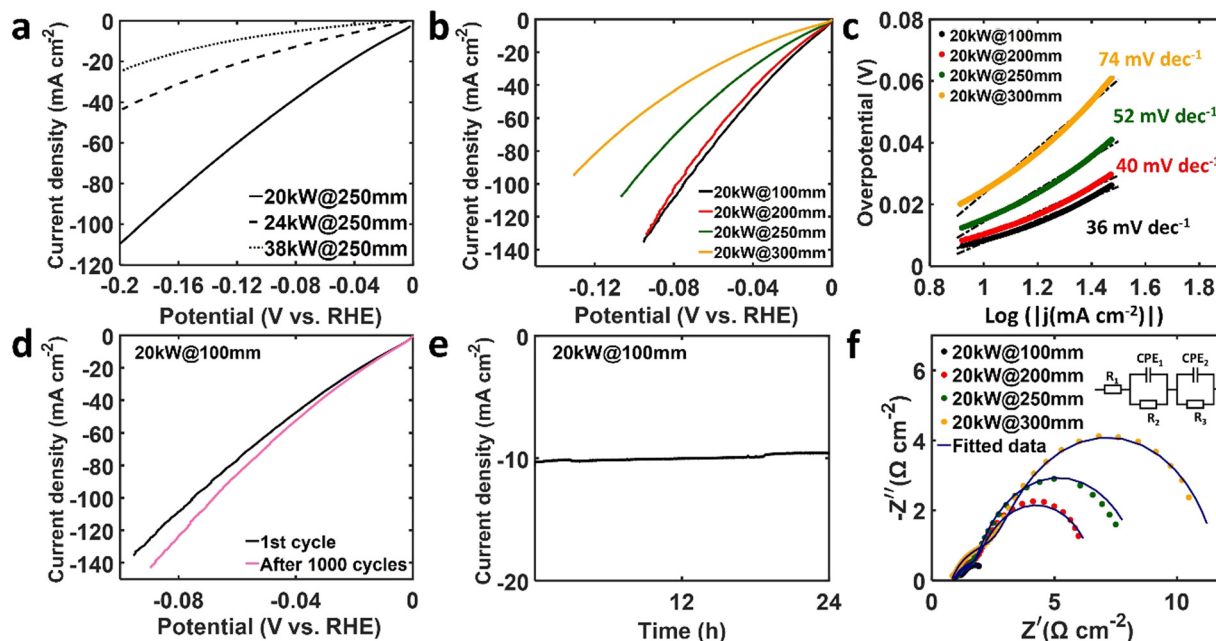 a
Current density (mA cm⁻²)
0
-20
-40
-60
-80
-100
-120
20kW@250mm
24kW@250mm
38kW@250mm
-0.2 -0.16 -0.12 -0.08 -0.04 0
Potential (V vs. RHE)
b
Current density (mA cm⁻²)
0
-20
-40
-60
-80
-100
-120
-140
20kW@100mm
20kW@200mm
20kW@250mm
20kW@300mm
-0.12 -0.08 -0.04 0
Potential (V vs. RHE)
c
Overpotential (V)
0.08
0.06
0.04
0.02
0
20kW@100mm
20kW@200mm
20kW@250mm
20kW@300mm
74 mV dec⁻¹
52 mV dec⁻¹
40 mV dec⁻¹
36 mV dec⁻¹
0.8 1 1.2 1.4 1.6 1.8
Log (|j(mA cm⁻²)|)
d
20kW@100mm
Current density (mA cm⁻²)
0
-20
-40
-60
-80
-100
-120
-140
1st cycle
After 1000 cycles
-0.08 -0.04 0
Potential (V vs. RHE)
e
20kW@100mm
Current density (mA cm⁻²)
0
-10
-20
12 24
Time (h)
f
20kW@100mm
20kW@200mm
20kW@250mm
20kW@300mm
Fitted data
R₁ CPE₁ CPE₂
R₂ R₃
-Z″(Ω cm⁻²)
6
4
2
0
0 5 10
Z′(Ω cm⁻²)